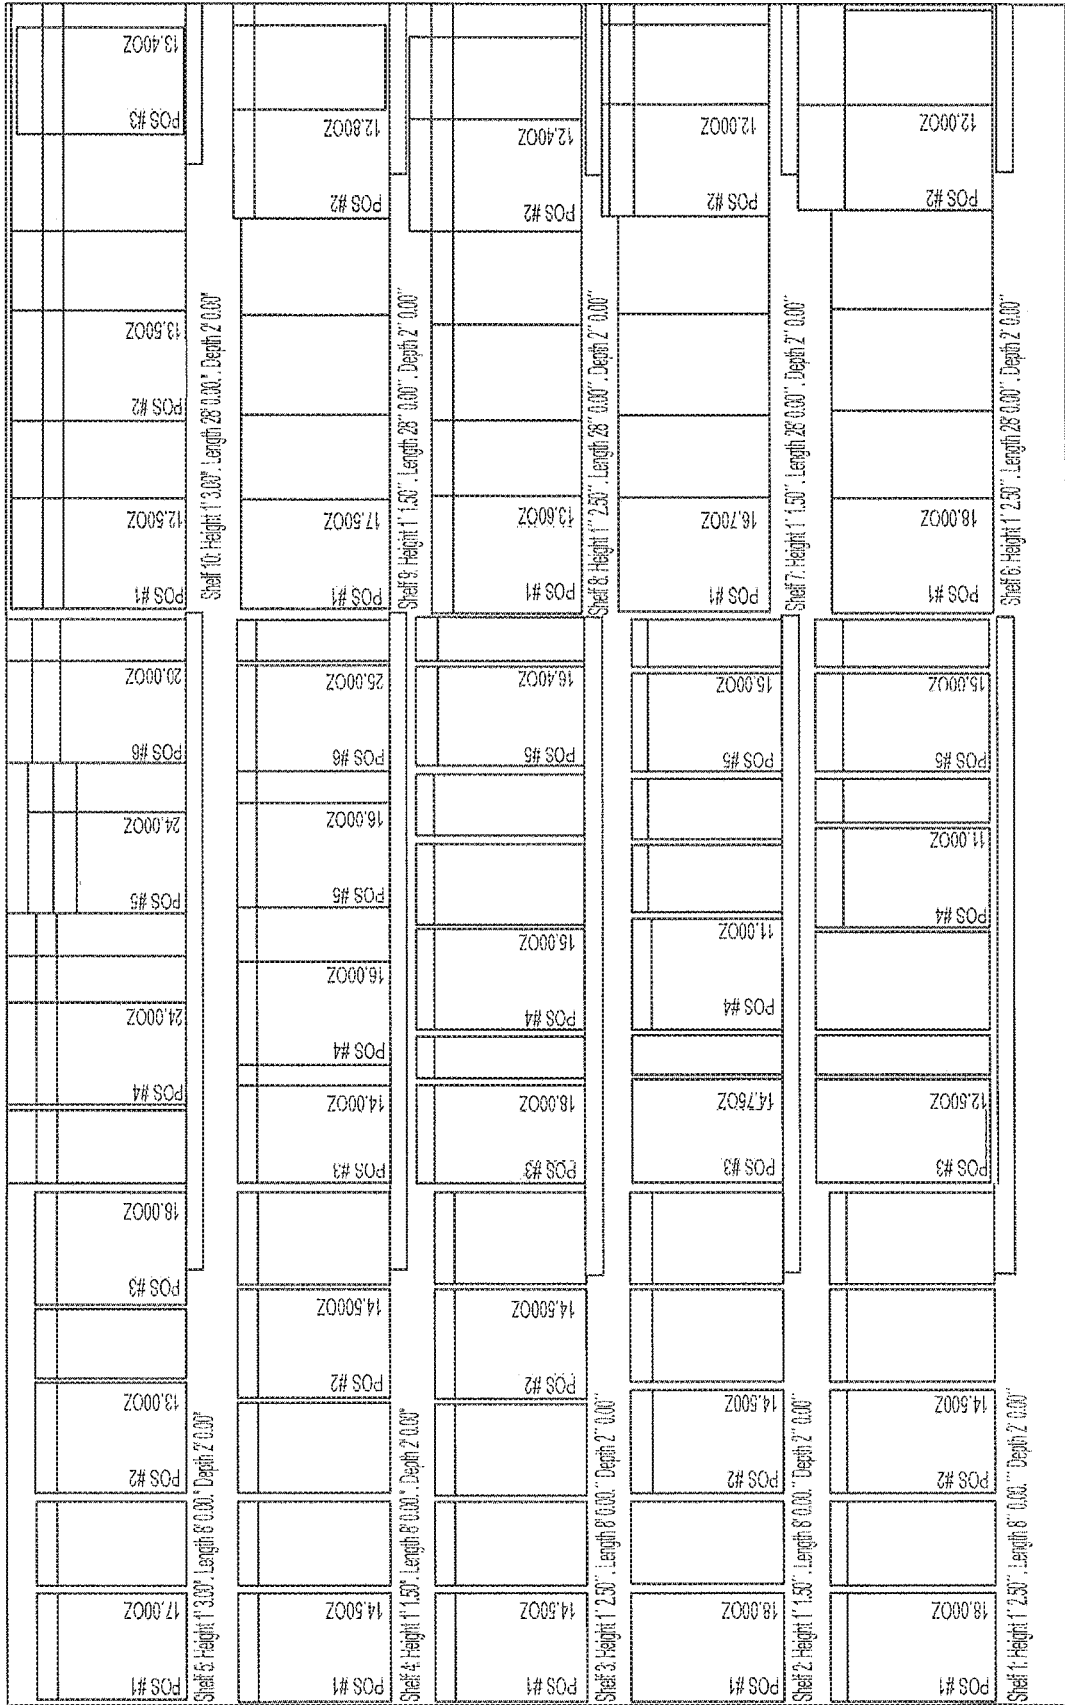 POS #1
17.00OZ
POS #2
13.00OZ
POS #3
18.00OZ
POS #4
24.00OZ
POS #5
24.00OZ
POS #6
20.00OZ
Shelf 5: Height 1' 3.00", Length 8' 0.00", Depth 2' 0.00"
POS #1
12.50OZ
POS #2
13.50OZ
POS #3
13.40OZ
Shelf 10: Height 1' 3.00", Length 28' 0.00", Depth 2' 0.00"
POS #1
14.50OZ
POS #2
14.50OZ
POS #3
14.00OZ
POS #4
16.00OZ
POS #5
16.00OZ
POS #6
25.00OZ
Shelf 4: Height 1' 1.50", Length 8' 0.00", Depth 2' 0.00"
POS #1
17.50OZ
POS #2
12.80OZ
Shelf 9: Height 1' 1.50", Length 28" 0.00", Depth 2" 0.00"
POS #1
14.50OZ
POS #2
14.50OZ
POS #3
18.00OZ
POS #4
15.00OZ
POS #5
16.40OZ
Shelf 3: Height 1' 2.50", Length 8' 0.00", Depth 2" 0.00"
POS #1
13.60OZ
POS #2
12.40OZ
Shelf 8: Height 1" 2.50", Length 28" 0.00", Depth 2" 0.00"
POS #1
18.00OZ
POS #2
14.50OZ
POS #3
14.75OZ
POS #4
11.00OZ
POS #5
15.00OZ
Shelf 2: Height 1' 1.50", Length 8' 0.00", Depth 2" 0.00"
POS #1
16.70OZ
POS #2
12.00OZ
Shelf 7: Height 1' 1.50", Length 28' 0.00", Depth 2" 0.00"
POS #1
18.00OZ
POS #2
14.50OZ
POS #3
12.50OZ
POS #4
11.00OZ
POS #5
15.00OZ
Shelf 1: Height 1' 2.50", Length 8" 0.00", Depth 2' 0.00"
POS #1
18.00OZ
POS #2
12.00OZ
Shelf 6: Height 1' 2.50", Length 28' 0.00", Depth 2' 0.00"